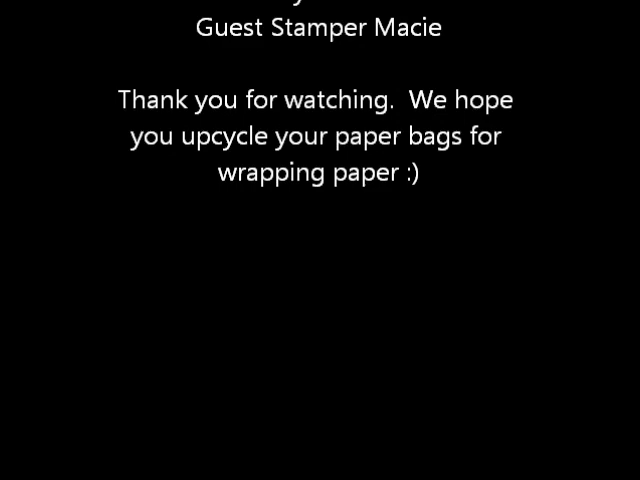 Guest Stamper Macie
Thank you for watching.  We hope
you upcycle your paper bags for
wrapping paper :)